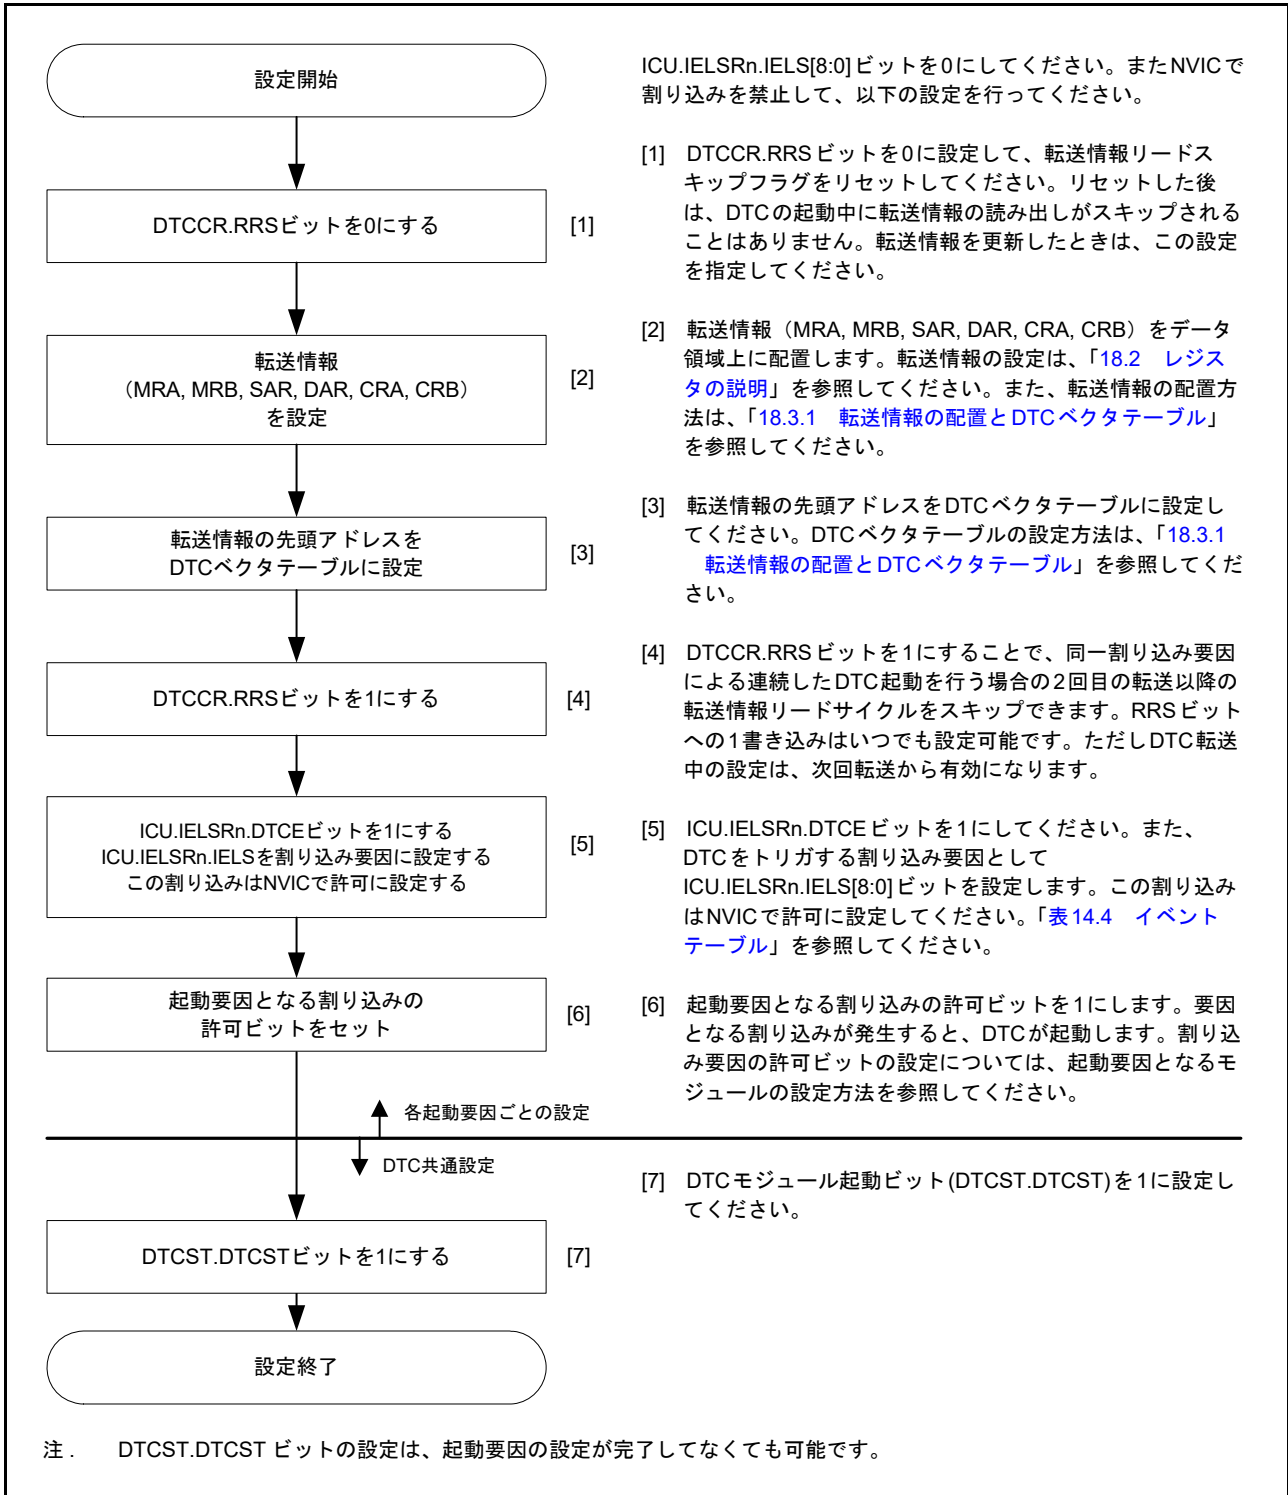 設定開始
ICU.IELSRn.IELS[8:0]ビットを0にしてください。またNVICで
割り込みを禁止して、以下の設定を行ってください。
DTCCR.RRSビットを0にする
[1]
[1] DTCCR.RRSビットを0に設定して、転送情報リードス
キップフラグをリセットしてください。リセットした後
は、DTCの起動中に転送情報の読み出しがスキップされる
ことはありません。転送情報を更新したときは、この設定
を指定してください。
転送情報
（MRA, MRB, SAR, DAR, CRA, CRB）
を設定
[2]
[2] 転送情報（MRA, MRB, SAR, DAR, CRA, CRB）をデータ
領域上に配置します。転送情報の設定は、「18.2 レジス
タの説明」を参照してください。また、転送情報の配置方
法は、「18.3.1 転送情報の配置とDTCベクタテーブル」
を参照してください。
転送情報の先頭アドレスを
DTCベクタテーブルに設定
[3]
[3] 転送情報の先頭アドレスをDTCベクタテーブルに設定し
てください。DTCベクタテーブルの設定方法は、「18.3.1
転送情報の配置とDTCベクタテーブル」を参照してくだ
さい。
DTCCR.RRSビットを1にする
[4]
[4] DTCCR.RRSビットを1にすることで、同一割り込み要因
による連続したDTC起動を行う場合の2回目の転送以降の
転送情報リードサイクルをスキップできます。RRSビット
への1書き込みはいつでも設定可能です。ただしDTC転送
中の設定は、次回転送から有効になります。
ICU.IELSRn.DTCEビットを1にする
ICU.IELSRn.IELSを割り込み要因に設定する
この割り込みはNVICで許可に設定する
[5]
[5] ICU.IELSRn.DTCEビットを1にしてください。また、
DTCをトリガする割り込み要因として
ICU.IELSRn.IELS[8:0]ビットを設定します。この割り込み
はNVICで許可に設定してください。「表14.4 イベント
テーブル」を参照してください。
起動要因となる割り込みの
許可ビットをセット
[6]
[6] 起動要因となる割り込みの許可ビットを1にします。要因
となる割り込みが発生すると、DTCが起動します。割り込
み要因の許可ビットの設定については、起動要因となるモ
ジュールの設定方法を参照してください。
各起動要因ごとの設定
DTC共通設定
[7] DTCモジュール起動ビット(DTCST.DTCST)を1に設定し
てください。
DTCST.DTCSTビットを1にする
[7]
設定終了
注． DTCST.DTCST ビットの設定は、起動要因の設定が完了してなくても可能です。